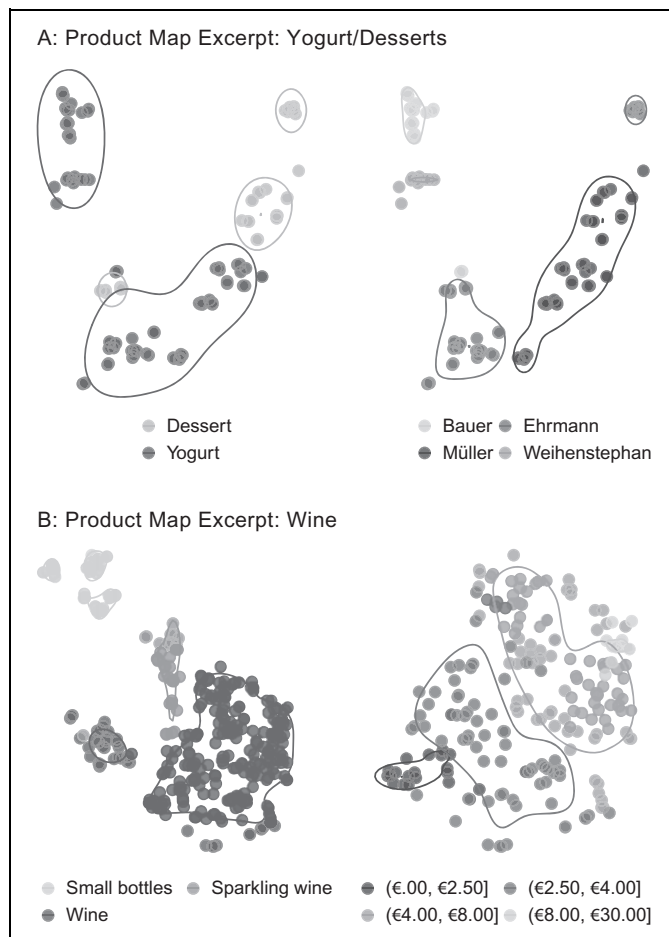 A: Product Map Excerpt: Yogurt/Desserts
Dessert
Yogurt
Bauer Ehrmann
Müller Weihenstephan
B: Product Map Excerpt: Wine
Small bottles Sparkling wine
Wine
(€.00, €2.50] (€2.50, €4.00]
(€4.00, €8.00] (€8.00, €30.00]